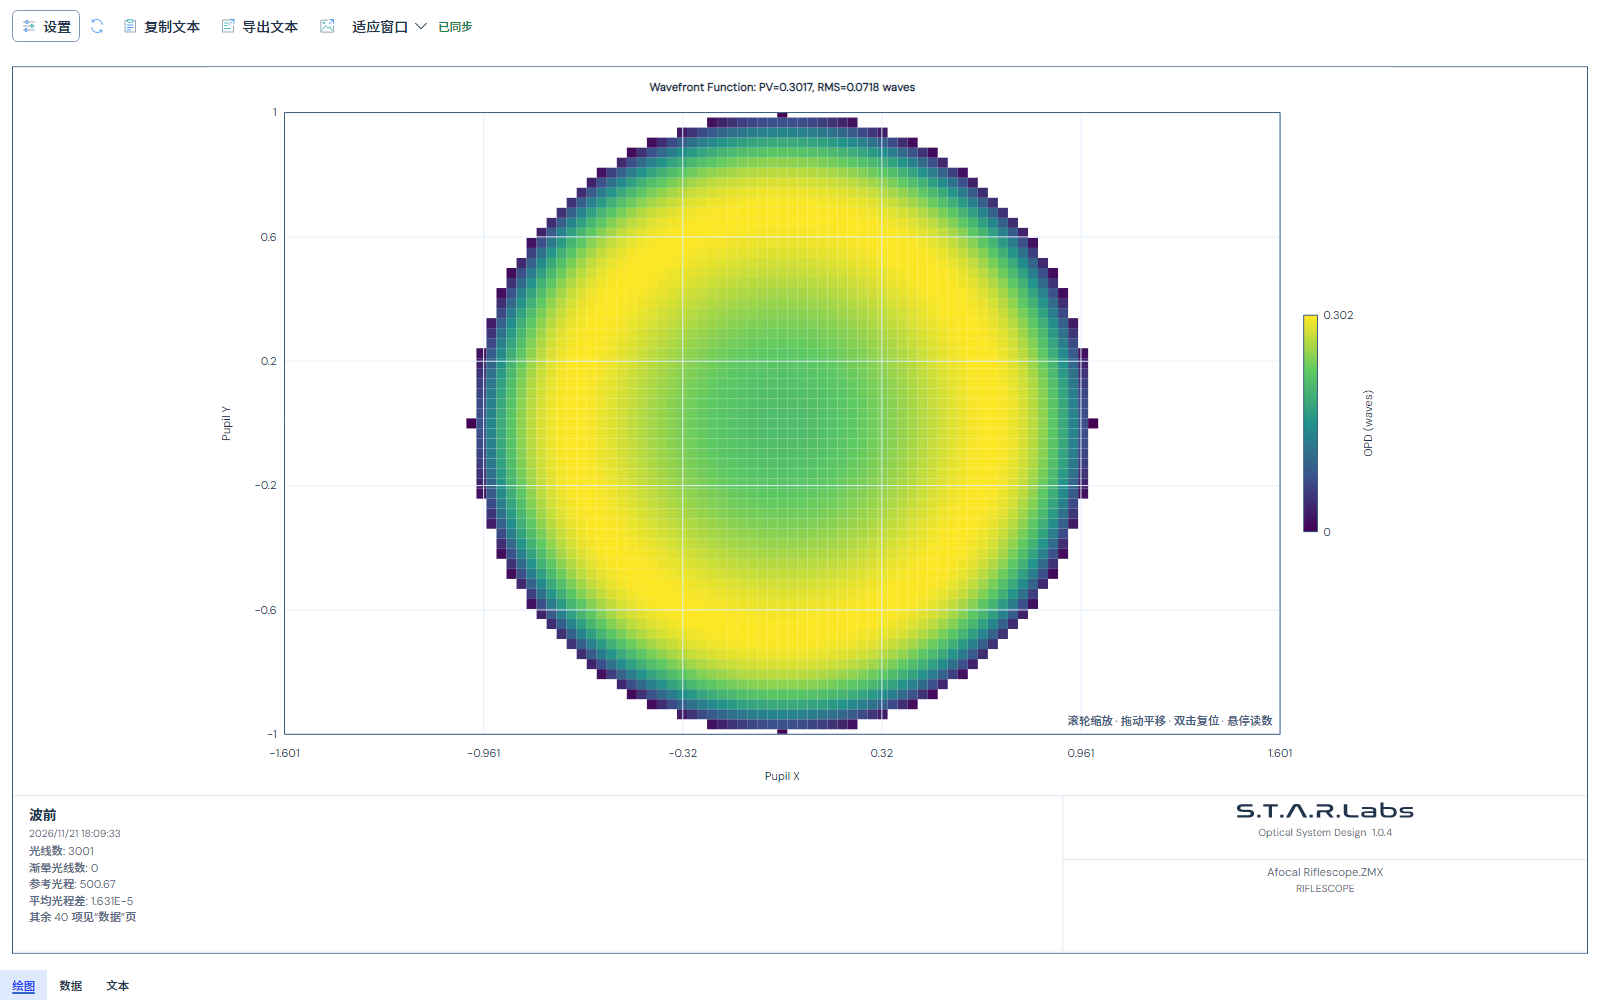 设置 复制文本 导出文本 适应窗口 已同步
Wavefront Function: PV=0.3017, RMS=0.0718 waves
1
0.6
0.2
−0.2
−0.6
−1
Pupil Y
−1.601 −0.961 −0.32 0.32 0.961 1.601
Pupil X
滚轮缩放 · 拖动平移 · 双击复位 · 悬停读数
0.302
0
OPD (waves)
波前
2026/11/21 18:09:33
光线数: 3001
渐晕光线数: 0
参考光程: 500.67
平均光程差: 1.631E-5
其余 40 项见“数据”页
S.T.A.R.Labs
Optical System Design 1.0.4
Afocal Riflescope.ZMX
RIFLESCOPE
绘图 数据 文本